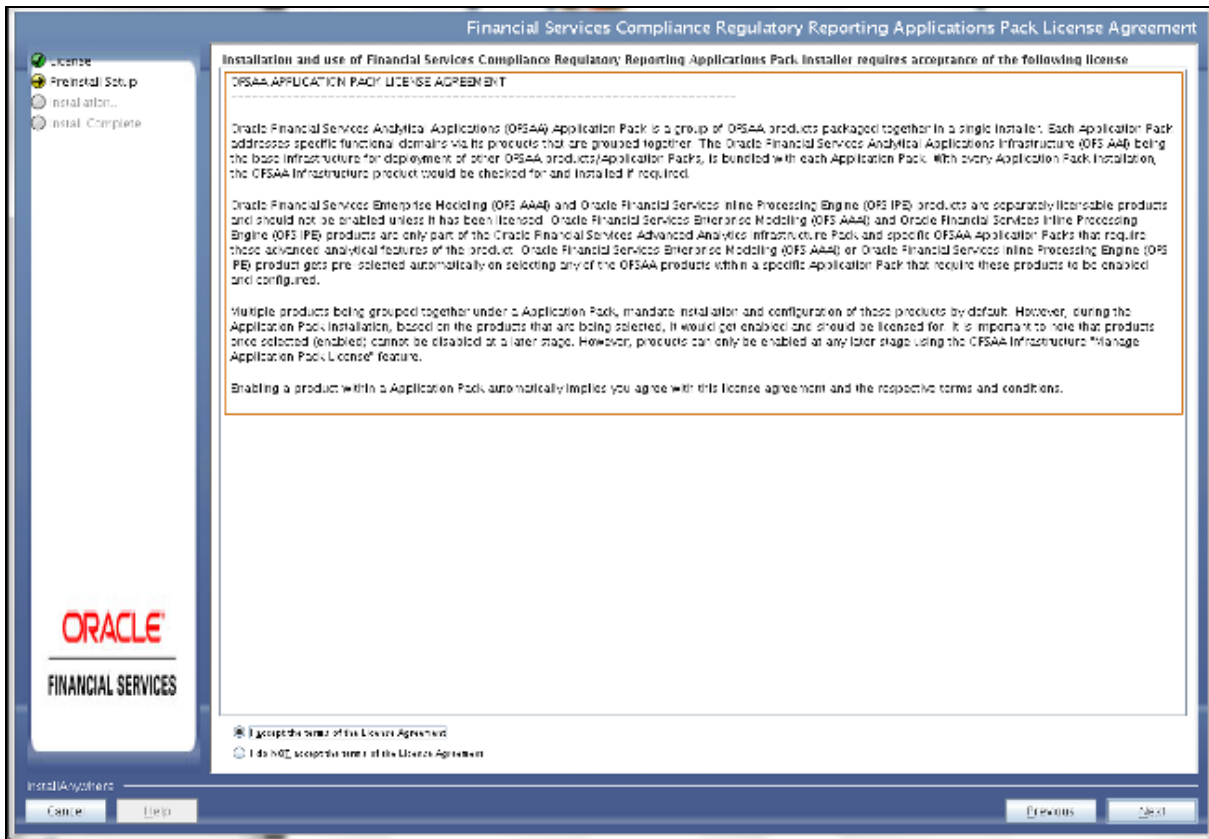 Financial Services Compliance Regulatory Reporting Applications Pack License Agreement
License
Preinstall Setup
Installation...
Install Complete
Installation and use of Financial Services Compliance Regulatory Reporting Applications Pack Installer requires acceptance of the following license
OFSAA APPLICATION PACK LICENSE AGREEMENT
Oracle Financial Services Analytical Applications (OFSAA) Application Pack is a group of OFSAA products packaged together in a single installer. Each Application Pack
addresses specific functional domains via its products that are grouped together. The Oracle Financial Services Analytical Applications Infrastructure (OFS AAI) being
the base infrastructure for deployment of other OFSAA products/Application Packs, is bundled with each Application Pack. With every Application Pack installation,
the OFSAA Infrastructure product would be checked for and installed if required.
Oracle Financial Services Enterprise Modeling (OFS AAAI) and Oracle Financial Services Inline Processing Engine (OFS IPE) products are separately licensable products
and should not be enabled unless it has been licensed. Oracle Financial Services Enterprise Modeling (OFS AAAI) and Oracle Financial Services Inline Processing
Engine (OFS IPE) products are only part of the Oracle Financial Services Advanced Analytics Infrastructure Pack and specific OFSAA Application Packs that require
these advanced analytical features of the product. Oracle Financial Services Enterprise Modeling (OFS AAAI) or Oracle Financial Services Inline Processing Engine (OFS
IPE) product gets pre-selected automatically on selecting any of the OFSAA products within a specific Application Pack that require these products to be enabled
and configured.
Multiple products being grouped together under a Application Pack, mandate installation and configuration of these products by default. However, during the
Application Pack installation, based on the products that are being selected, it would get enabled and should be licensed for. It is important to note that products
once selected (enabled) cannot be disabled at a later stage. However, products can only be enabled at any later stage using the OFSAA Infrastructure "Manage
Application Pack License" feature.
Enabling a product within a Application Pack automatically implies you agree with this license agreement and the respective terms and conditions.
ORACLE
FINANCIAL SERVICES
I accept the terms of the License Agreement
I do NOT accept the terms of the License Agreement
InstallAnywhere
Cancel
Help
Previous
Next